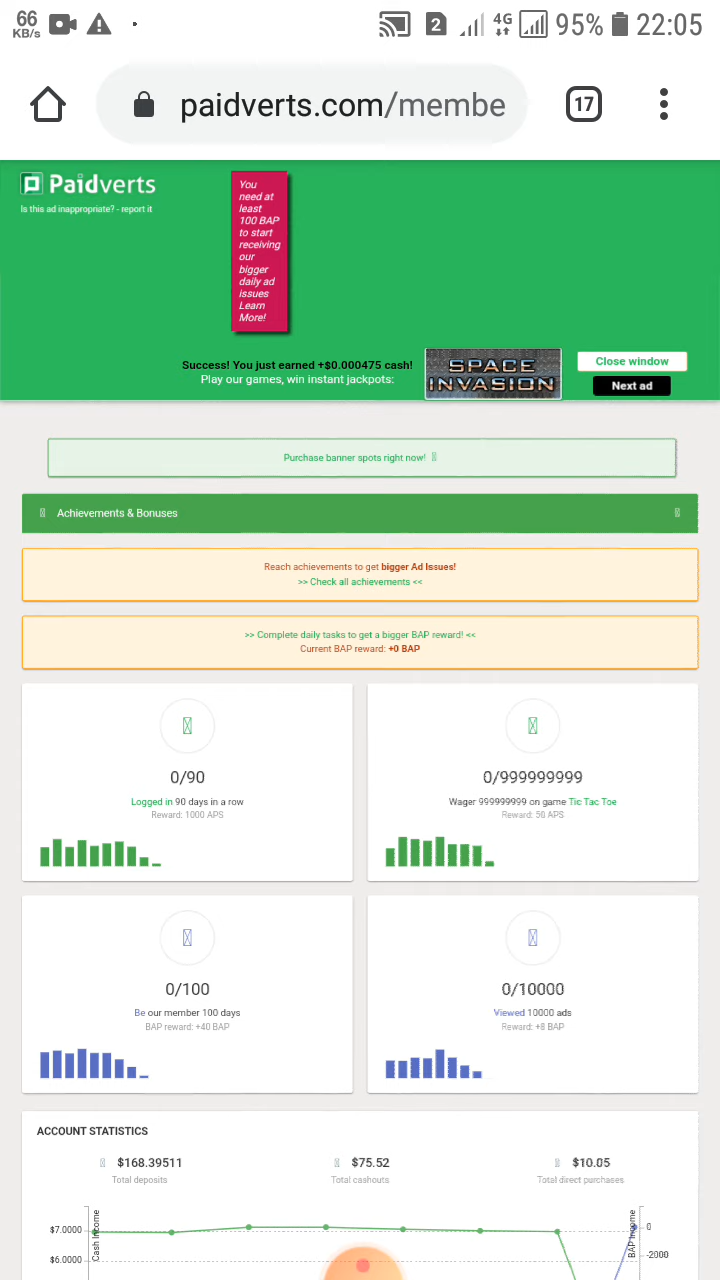 66
KB/s
2
4G
95%
22:05
paidverts.com/membe
17
Paidverts
Is this ad inappropriate? - report it
You
need at
least
100 BAP
to start
receiving
our
bigger
daily ad
issues
Learn
More!
Success! You just earned +$0.000475 cash!
Play our games, win instant jackpots:
SPACE
INVASION
Close window
Next ad
Purchase banner spots right now!
Achievements & Bonuses
Reach achievements to get bigger Ad Issues!
>> Check all achievements <<
>> Complete daily tasks to get a bigger BAP reward! <<
Current BAP reward: +0 BAP
0/90
Logged in 90 days in a row
Reward: 1000 APS
0/999999999
Wager 999999999 on game Tic Tac Toe
Reward: 50 APS
0/100
Be our member 100 days
BAP reward: +40 BAP
0/10000
Viewed 10000 ads
Reward: +8 BAP
ACCOUNT STATISTICS
$168.39511
Total deposits
$75.52
Total cashouts
$10.05
Total direct purchases
$7.0000
$6.0000
Cash Income
BAP Income
0
-2000